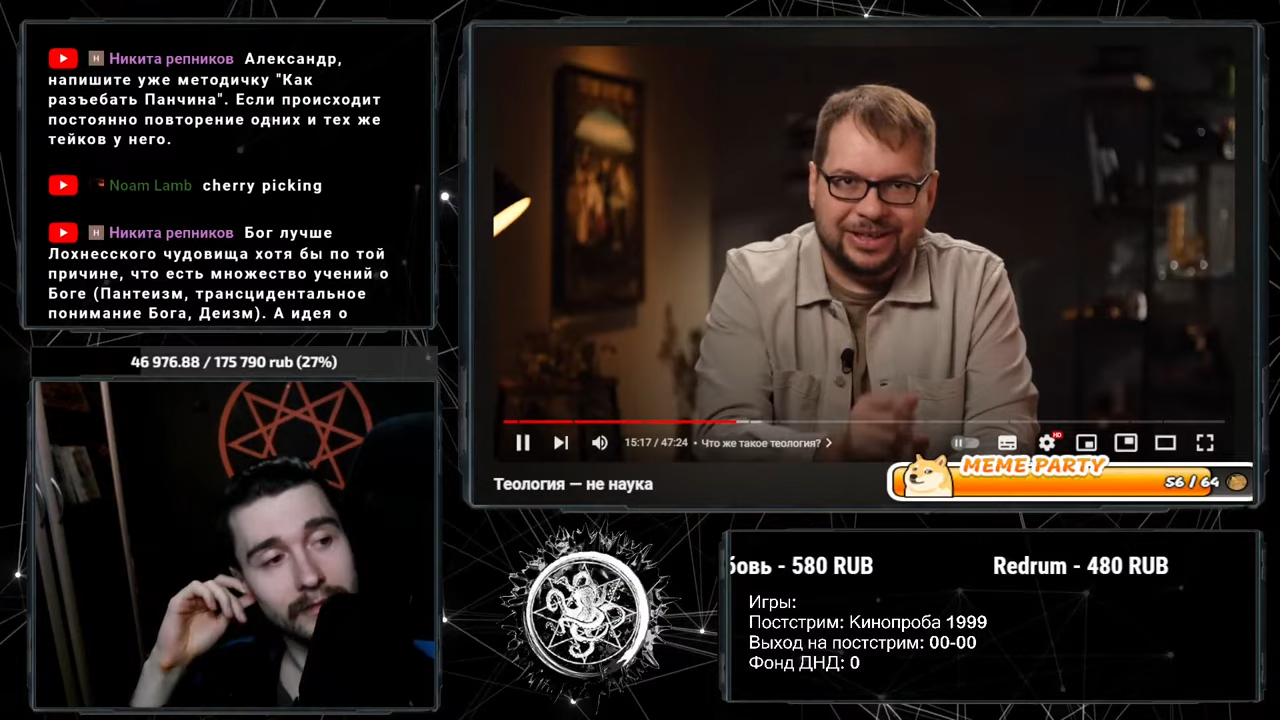 Никита репников Александр,
напишите уже методичку "Как
разъебать Панчина". Если происходит
постоянно повторение одних и тех же
тейков у него.
Noam Lamb cherry picking
Никита репников Бог лучше
Лохнесского чудовища хотя бы по той
причине, что есть множество учений о
Боге (Пантеизм, трансцидентальное
понимание Бога, Деизм). А идея о
46 976.88 / 175 790 rub (27%)
15:17 / 47:24 • Что же такое теология?
HD
Теология — не наука
MEME PARTY
56 / 64
бовь - 580 RUB Redrum - 480 RUB
Игры:
Постстрим: Кинопроба 1999
Выход на постстрим: 00-00
Фонд ДНД: 0